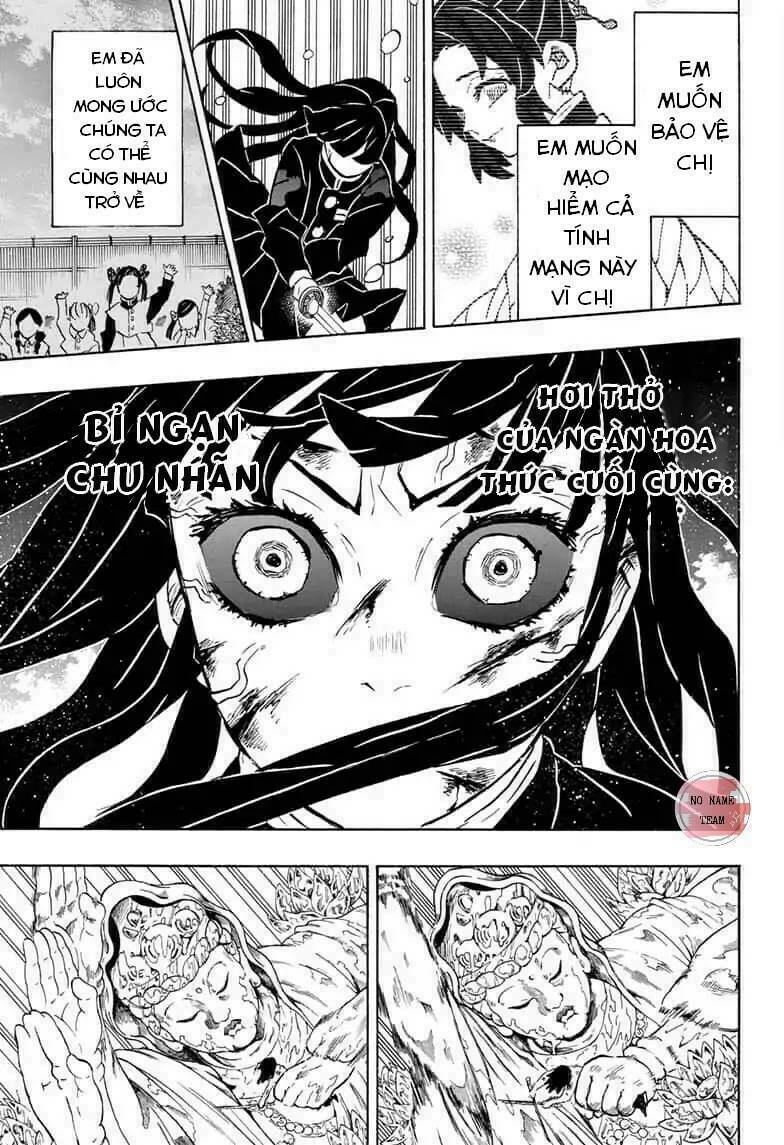 EM
MUỐN
BẢO VỆ
CHỊ
EM MUỐN
MẠO
HIỂM CẢ
TÍNH
MẠNG NÀY
VÌ CHỊ
EM ĐÃ
LUÔN
MONG ƯỚC
CHÚNG TA
CÓ THỂ
CÙNG NHAU
TRỞ VỀ
HƠI THỞ
CỦA NGÀN HOA
THỨC CUỐI CÙNG:
BỈ NGẠN
CHU NHÃN
NO NAME
TEAM